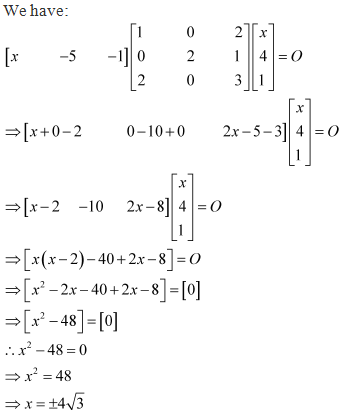 We have:
[x -5 -1] [1 0 2
0 2 1
2 0 3] [x
4
1] = O
⇒ [x+0-2 0-10+0 2x-5-3] [x
4
1] = O
⇒ [x-2 -10 2x-8] [x
4
1] = O
⇒ [x(x-2)-40+2x-8] = O
⇒ [x²-2x-40+2x-8] = [0]
⇒ [x²-48] = [0]
∴ x²-48=0
⇒ x²=48
⇒ x=±4√3